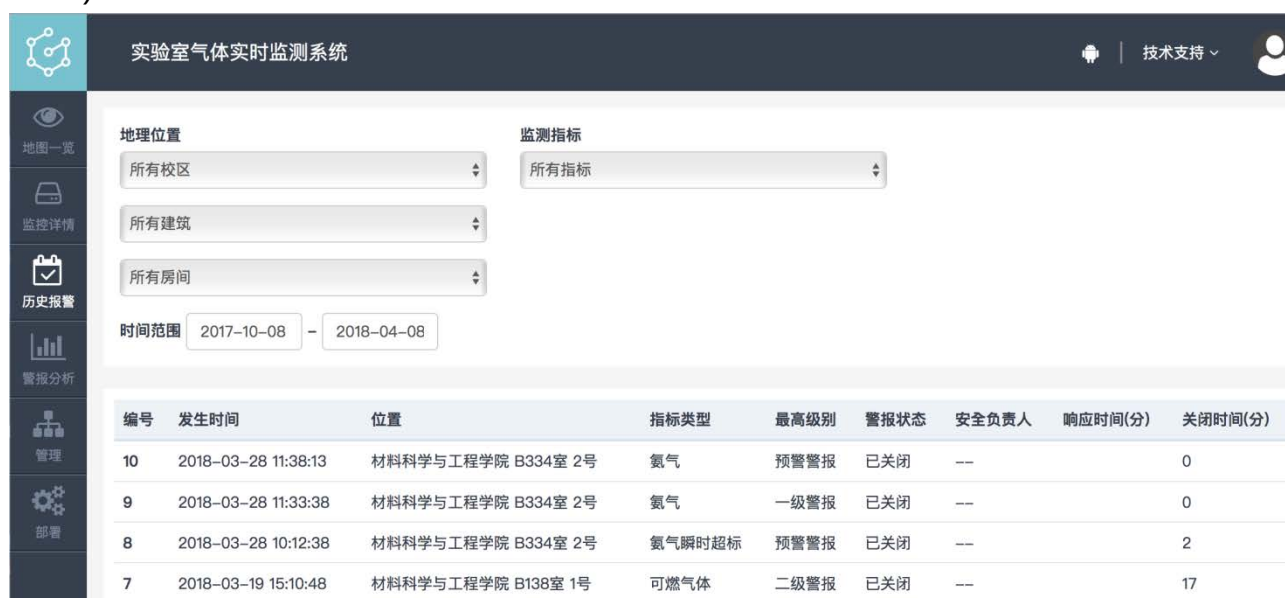 实验室气体实时监测系统
技术支持
地图一览
监控详情
历史报警
警报分析
管理
部署
地理位置 监测指标
所有校区 所有指标
所有建筑
所有房间
时间范围 2017-10-08 - 2018-04-08
编号 发生时间 位置 指标类型 最高级别 警报状态 安全负责人 响应时间(分) 关闭时间(分)
10 2018-03-28 11:38:13 材料科学与工程学院 B334室 2号 氨气 预警警报 已关闭 -- 0
9 2018-03-28 11:33:38 材料科学与工程学院 B334室 2号 氨气 一级警报 已关闭 -- 0
8 2018-03-28 10:12:38 材料科学与工程学院 B334室 2号 氨气瞬时超标 预警警报 已关闭 -- 2
7 2018-03-19 15:10:48 材料科学与工程学院 B138室 1号 可燃气体 二级警报 已关闭 -- 17